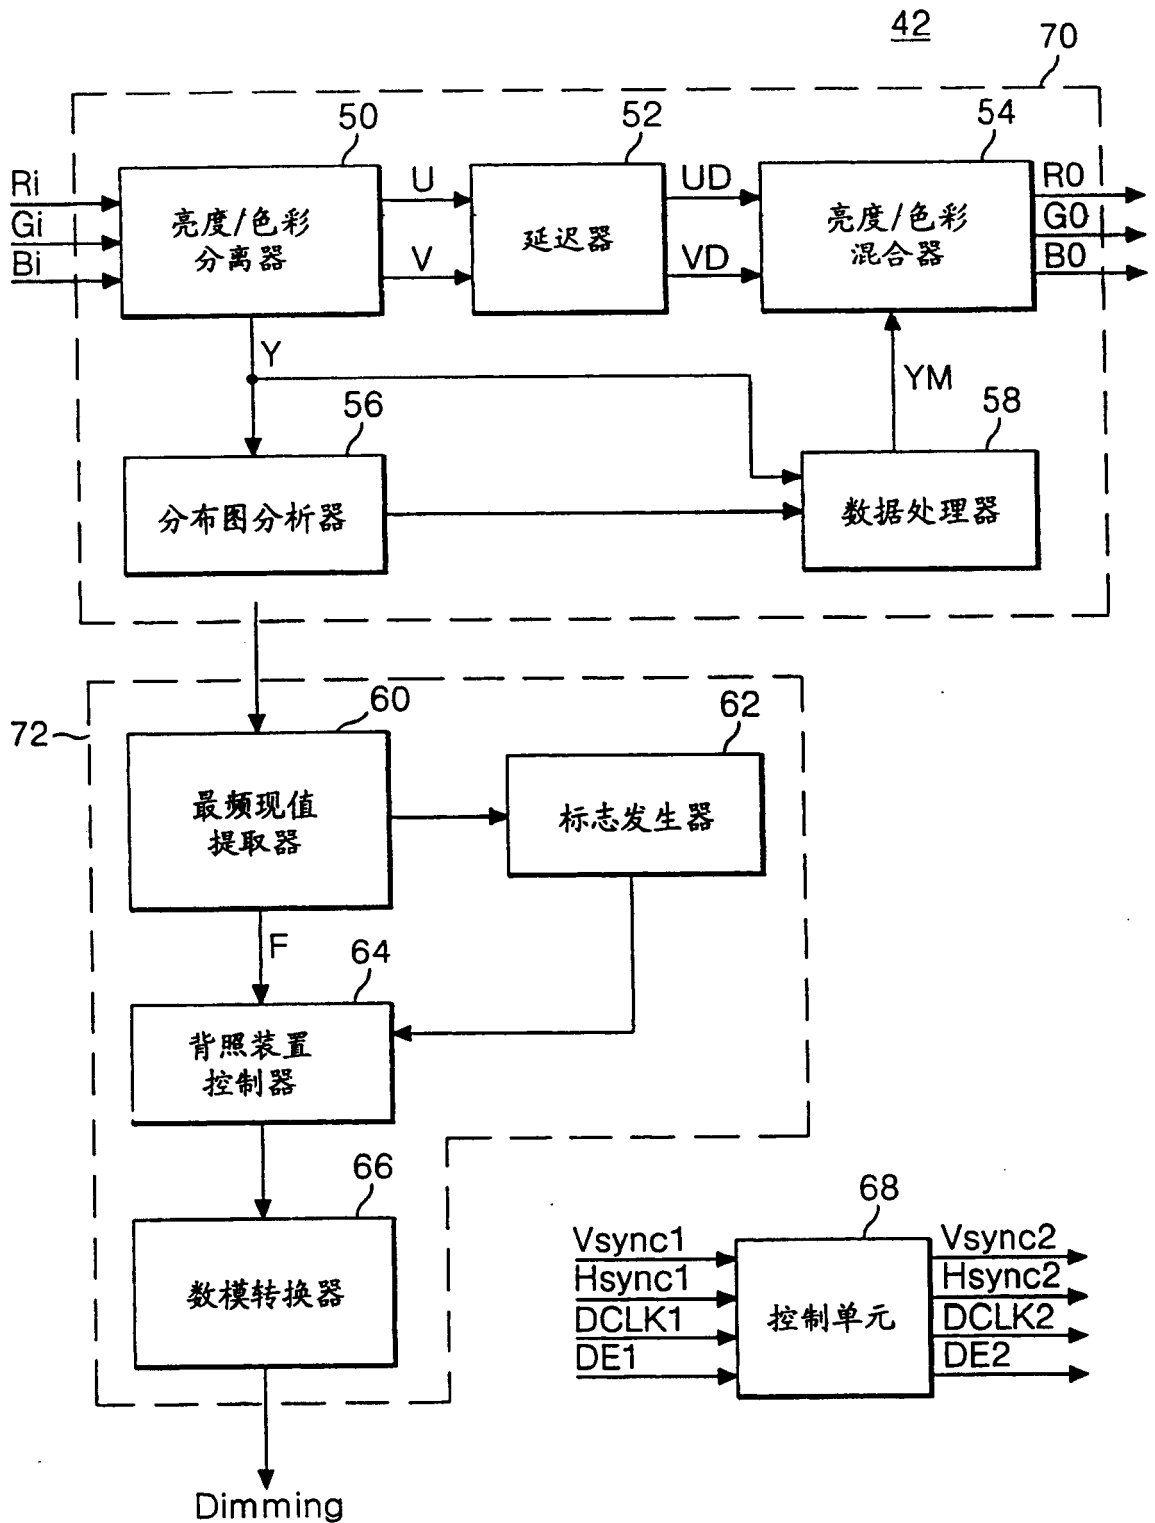 42
70
50
52
54
Ri
Gi
Bi
亮度/色彩
分离器
U
V
延迟器
UD
VD
亮度/色彩
混合器
R0
G0
B0
Y
YM
56
58
分布图分析器
数据处理器
72
60
62
最频现值
提取器
标志发生器
F
64
背照装置
控制器
66
数模转换器
68
Vsync1
Hsync1
DCLK1
DE1
控制单元
Vsync2
Hsync2
DCLK2
DE2
Dimming